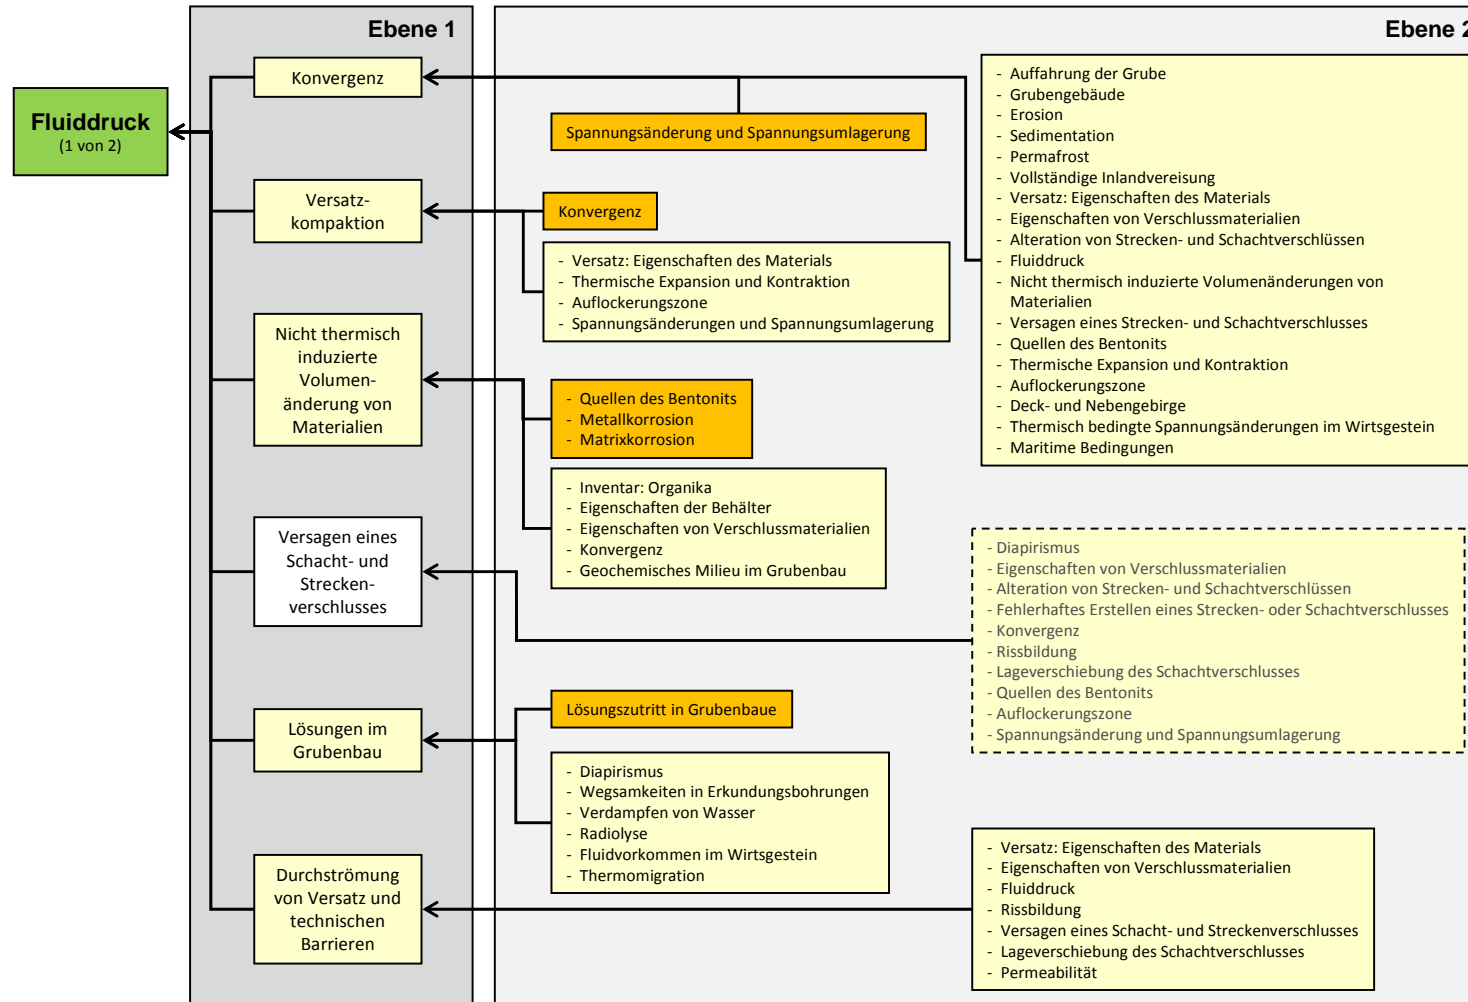 Ebene 1
Ebene 2
Fluiddruck
(1 von 2)
Konvergenz
Spannungsänderung und Spannungsumlagerung
- Auffahrung der Grube
- Grubengebäude
- Erosion
- Sedimentation
- Permafrost
- Vollständige Inlandvereisung
- Versatz: Eigenschaften des Materials
- Eigenschaften von Verschlussmaterialien
- Alteration von Strecken- und Schachtverschlüssen
- Fluiddruck
- Nicht thermisch induzierte Volumenänderungen von
Materialien
- Versagen eines Strecken- und Schachtverschlusses
- Quellen des Bentonits
- Thermische Expansion und Kontraktion
- Auflockerungszone
- Deck- und Nebengebirge
- Thermisch bedingte Spannungsänderungen im Wirtsgestein
- Maritime Bedingungen
Versatz-
kompaktion
Konvergenz
- Versatz: Eigenschaften des Materials
- Thermische Expansion und Kontraktion
- Auflockerungszone
- Spannungsänderungen und Spannungsumlagerung
Nicht thermisch
induzierte
Volumen-
änderung von
Materialien
- Quellen des Bentonits
- Metallkorrosion
- Matrixkorrosion
- Inventar: Organika
- Eigenschaften der Behälter
- Eigenschaften von Verschlussmaterialien
- Konvergenz
- Geochemisches Milieu im Grubenbau
Versagen eines
Schacht- und
Strecken-
verschlusses
- Diapirismus
- Eigenschaften von Verschlussmaterialien
- Alteration von Strecken- und Schachtverschlüssen
- Fehlerhaftes Erstellen eines Strecken- oder Schachtverschlusses
- Konvergenz
- Rissbildung
- Lageverschiebung des Schachtverschlusses
- Quellen des Bentonits
- Auflockerungszone
- Spannungsänderung und Spannungsumlagerung
Lösungen im
Grubenbau
Lösungszutritt in Grubenbaue
- Diapirismus
- Wegsamkeiten in Erkundungsbohrungen
- Verdampfen von Wasser
- Radiolyse
- Fluidvorkommen im Wirtsgestein
- Thermomigration
Durchströmung
von Versatz und
technischen
Barrieren
- Versatz: Eigenschaften des Materials
- Eigenschaften von Verschlussmaterialien
- Fluiddruck
- Rissbildung
- Versagen eines Schacht- und Streckenverschlusses
- Lageverschiebung des Schachtverschlusses
- Permeabilität